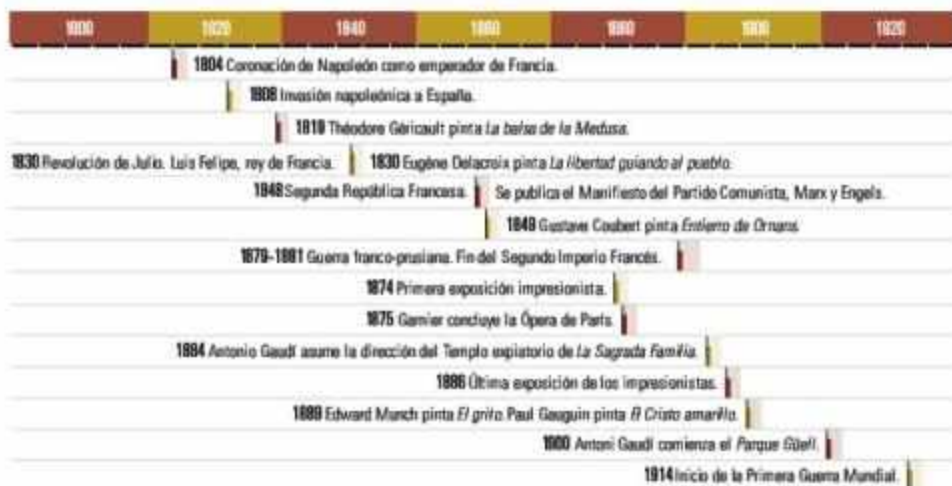 1800 1820 1840 1860 1880 1900 1920
1804 Coronación de Napoleón como emperador de Francia.
1808 Invasión napoleónica a España.
1819 Théodore Géricault pinta La balsa de la Medusa.
1830 Revolución de Julio. Luis Felipe, rey de Francia. 1830 Eugène Delacroix pinta La libertad guiando al pueblo.
1848 Segunda República Francesa. Se publica el Manifiesto del Partido Comunista, Marx y Engels.
1849 Gustave Coubert pinta Entierro de Ornans.
1879-1881 Guerra franco-prusiana. Fin del Segundo Imperio Francés.
1874 Primera exposición impresionista.
1875 Garnier concluye la Ópera de París.
1884 Antonio Gaudí asume la dirección del Templo expiatorio de La Sagrada Familia.
1886 Última exposición de los impresionistas.
1889 Edward Munch pinta El grito. Paul Gauguin pinta El Cristo amarillo.
1900 Antoni Gaudí comienza el Parque Güell.
1914 Inicio de la Primera Guerra Mundial.